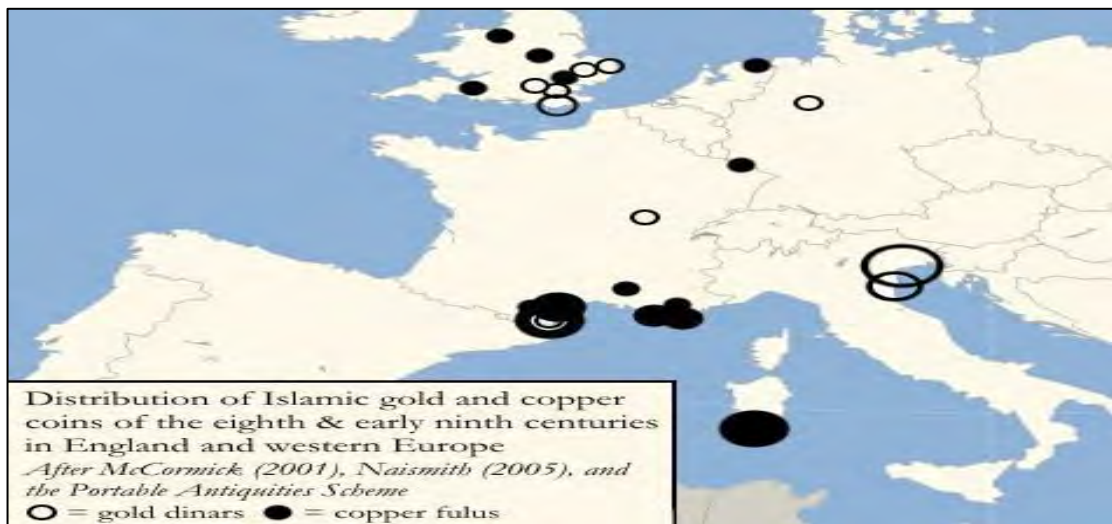 Distribution of Islamic gold and copper
coins of the eighth & early ninth centuries
in England and western Europe
After McCormick (2001), Naismith (2005), and
the Portable Antiquities Scheme
= gold dinars = copper fulus